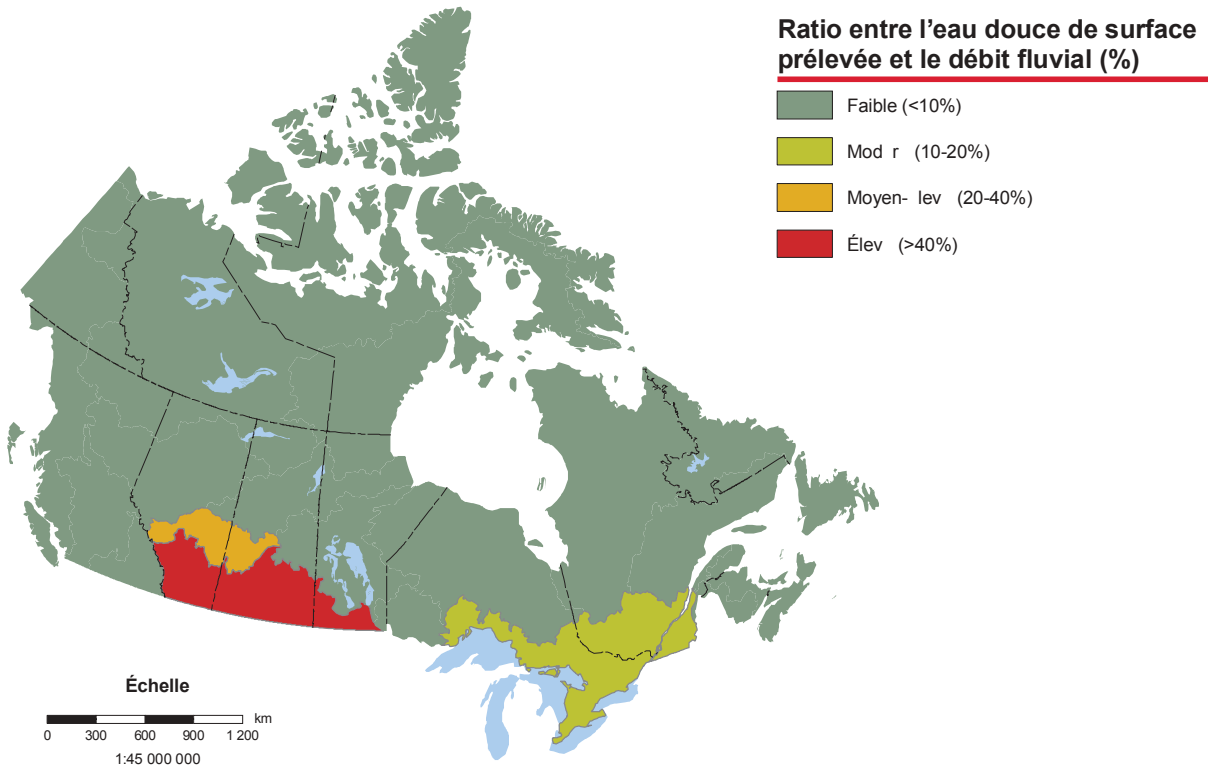 Ratio entre l'eau douce de surface
prélevée et le débit fluvial (%)
Faible (<10%)
Mod r (10-20%)
Moyen- lev (20-40%)
Élev (>40%)
Échelle
km
0 300 600 900 1 200
1:45 000 000